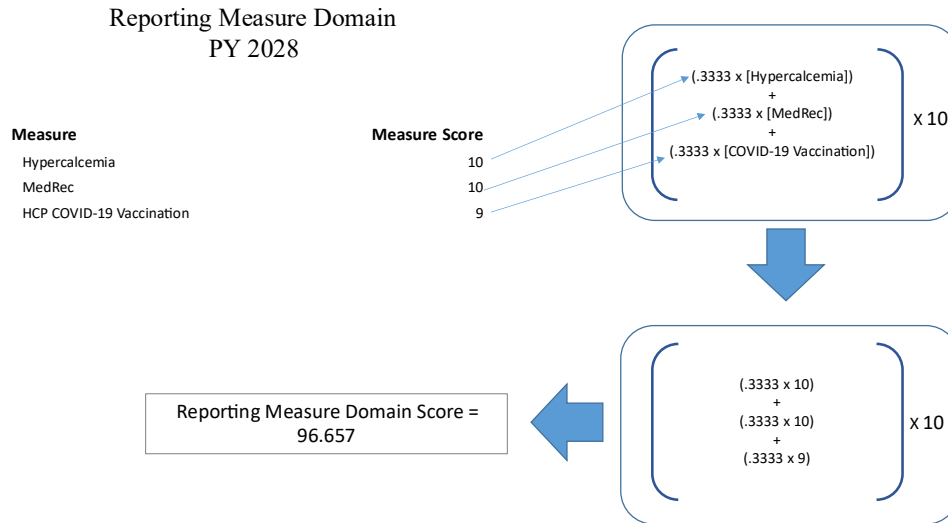 Reporting Measure Domain
PY 2028
Measure Measure Score
Hypercalcemia 10
MedRec 10
HCP COVID-19 Vaccination 9
(.3333 x [Hypercalcemia])
+
(.3333 x [MedRec])
+
(.3333 x [COVID-19 Vaccination])
x 10
(.3333 x 10)
+
(.3333 x 10)
+
(.3333 x 9)
x 10
Reporting Measure Domain Score =
96.657